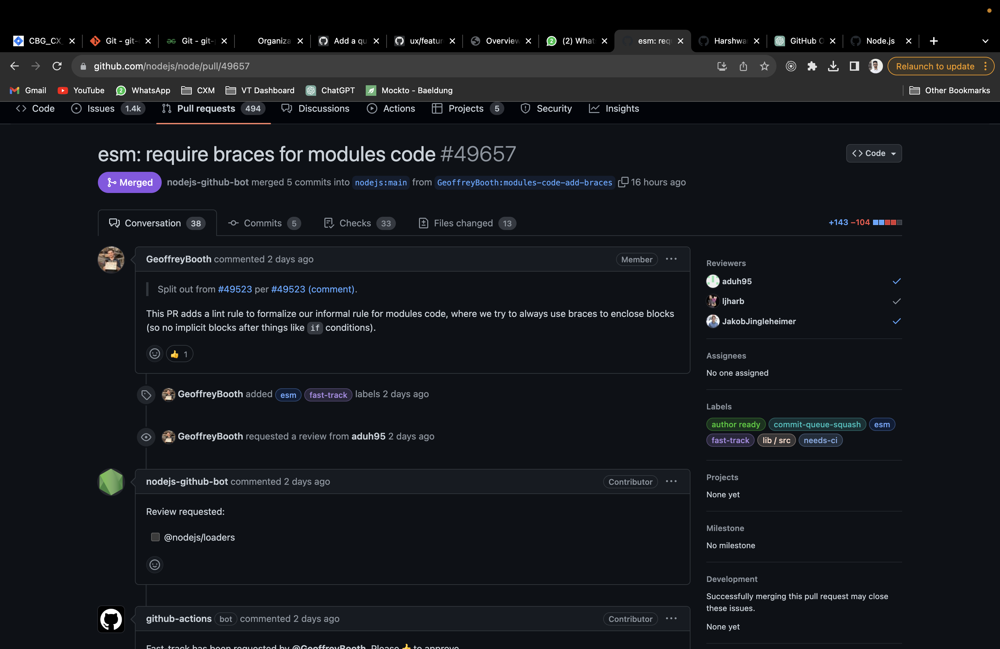 CBG_CX_ Git - git- Git - git- Organiza Add a qu ux/featur Overview (2) What esm: req Harshwa GitHub C Node.js
github.com/nodejs/node/pull/49657 Relaunch to update
Gmail YouTube 2 WhatsApp CXM VT Dashboard ChatGPT Mockto - Baeldung Other Bookmarks
Code Issues 1.4k Pull requests 494 Discussions Actions Projects 5 Security Insights
esm: require braces for modules code #49657
Code
Merged nodejs-github-bot merged 5 commits into nodejs:main from GeoffreyBooth:modules-code-add-braces 16 hours ago
Conversation 38 Commits 5 Checks 33 Files changed 13 +143 −104
GeoffreyBooth commented 2 days ago Member
Split out from #49523 per #49523 (comment).
This PR adds a lint rule to formalize our informal rule for modules code, where we try to always use braces to enclose blocks
(so no implicit blocks after things like if conditions).
👍 1
GeoffreyBooth added esm fast-track labels 2 days ago
GeoffreyBooth requested a review from aduh95 2 days ago
nodejs-github-bot commented 2 days ago Contributor
Review requested:
@nodejs/loaders
github-actions bot commented 2 days ago Contributor
Fast-track has been requested by @GeoffreyBooth. Please 👍 to approve.
Reviewers
aduh95
ljharb
JakobJingleheimer
Assignees
No one assigned
Labels
author ready commit-queue-squash esm
fast-track lib / src needs-ci
Projects
None yet
Milestone
No milestone
Development
Successfully merging this pull request may close
these issues.
None yet